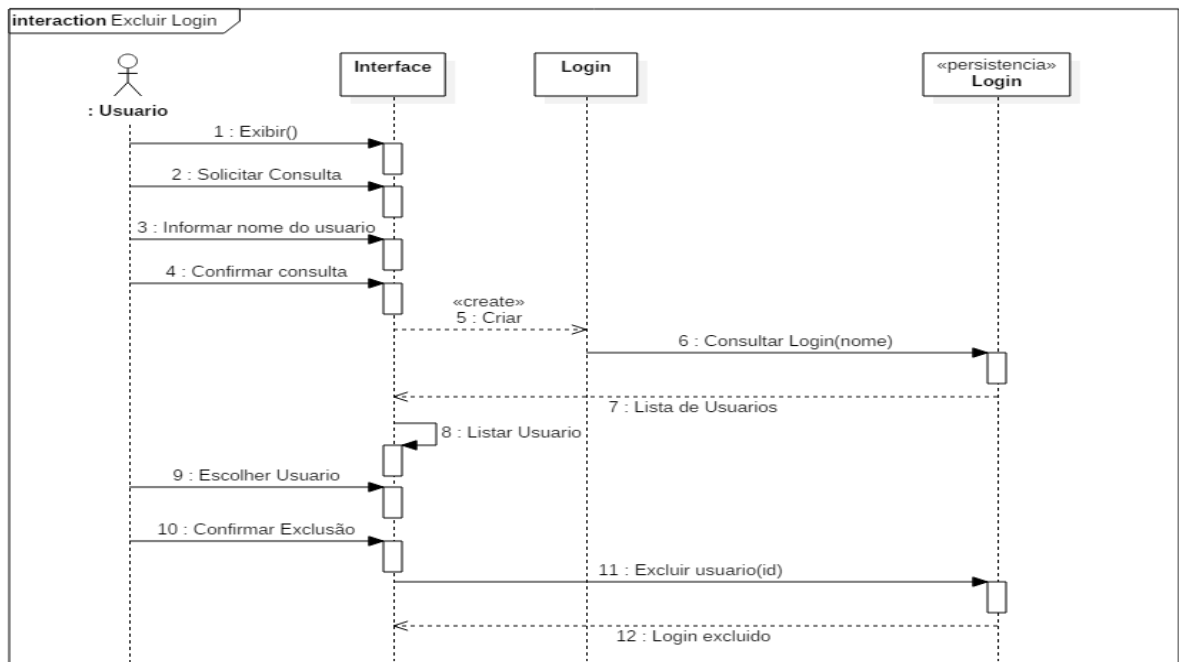 interaction Excluir Login
: Usuario
Interface
Login
«persistencia»
Login
1 : Exibir()
2 : Solicitar Consulta
3 : Informar nome do usuario
4 : Confirmar consulta
«create»
5 : Criar
6 : Consultar Login(nome)
7 : Lista de Usuarios
8 : Listar Usuario
9 : Escolher Usuario
10 : Confirmar Exclusão
11 : Excluir usuario(id)
12 : Login excluido